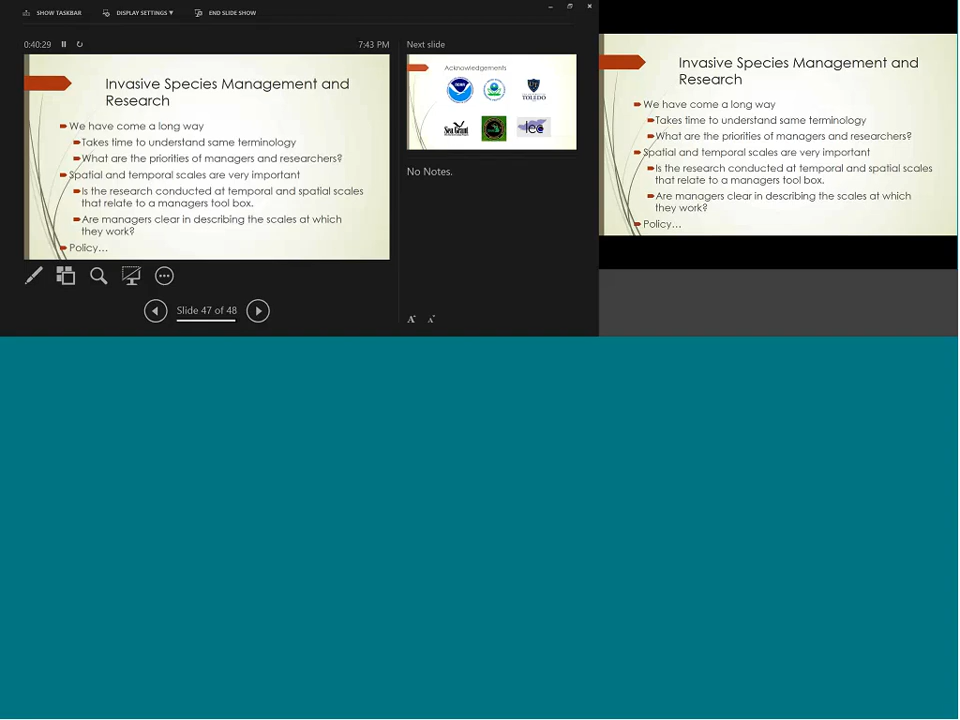 SHOW TASKBAR
DISPLAY SETTINGS ▼
END SLIDE SHOW
0:40:29
7:43 PM
Invasive Species Management and
Research
We have come a long way
Takes time to understand same terminology
What are the priorities of managers and researchers?
Spatial and temporal scales are very important
Is the research conducted at temporal and spatial scales
that relate to a managers tool box.
Are managers clear in describing the scales at which
they work?
Policy...
Slide 47 of 48
Next slide
Acknowledgements
TOLEDO
Sea Grant
No Notes.
A
A
Invasive Species Management and
Research
We have come a long way
Takes time to understand same terminology
What are the priorities of managers and researchers?
Spatial and temporal scales are very important
Is the research conducted at temporal and spatial scales
that relate to a managers tool box.
Are managers clear in describing the scales at which
they work?
Policy...